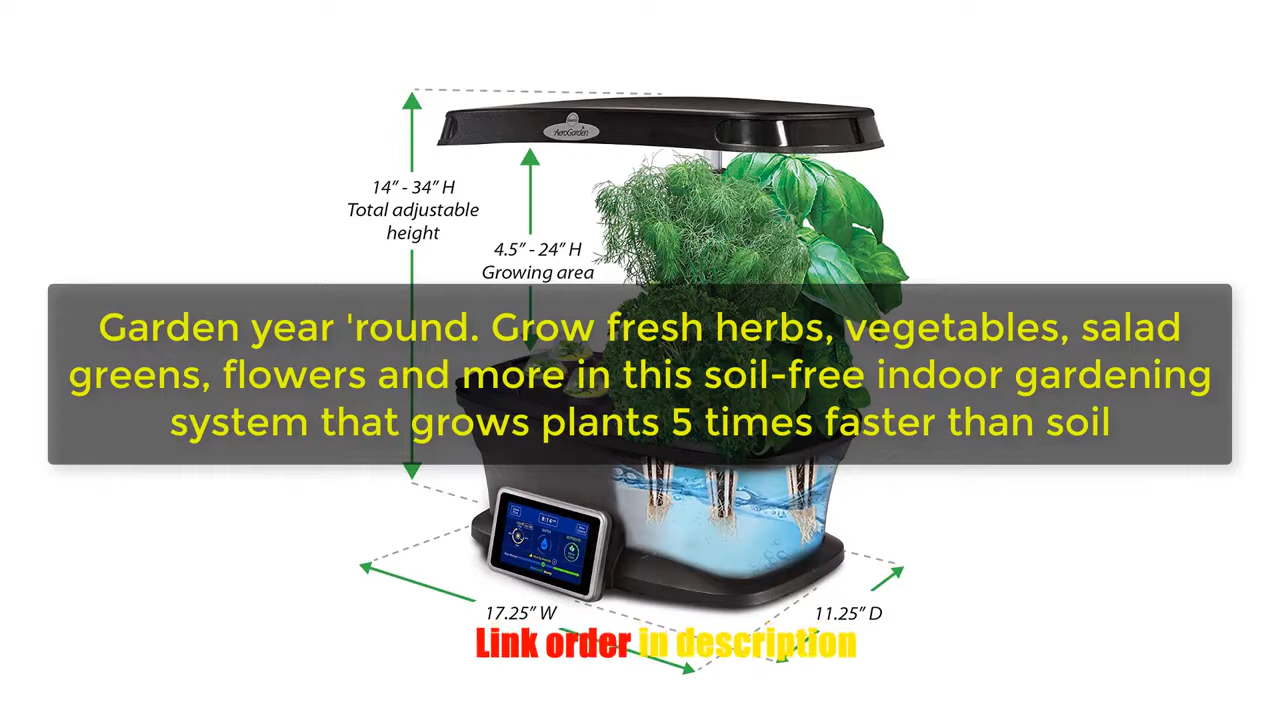 AeroGarden
14" - 34" H
Total adjustable
height
4.5" - 24" H
Growing area
Garden year 'round. Grow fresh herbs, vegetables, salad
greens, flowers and more in this soil-free indoor gardening
system that grows plants 5 times faster than soil
17.25" W
11.25" D
Link order in description